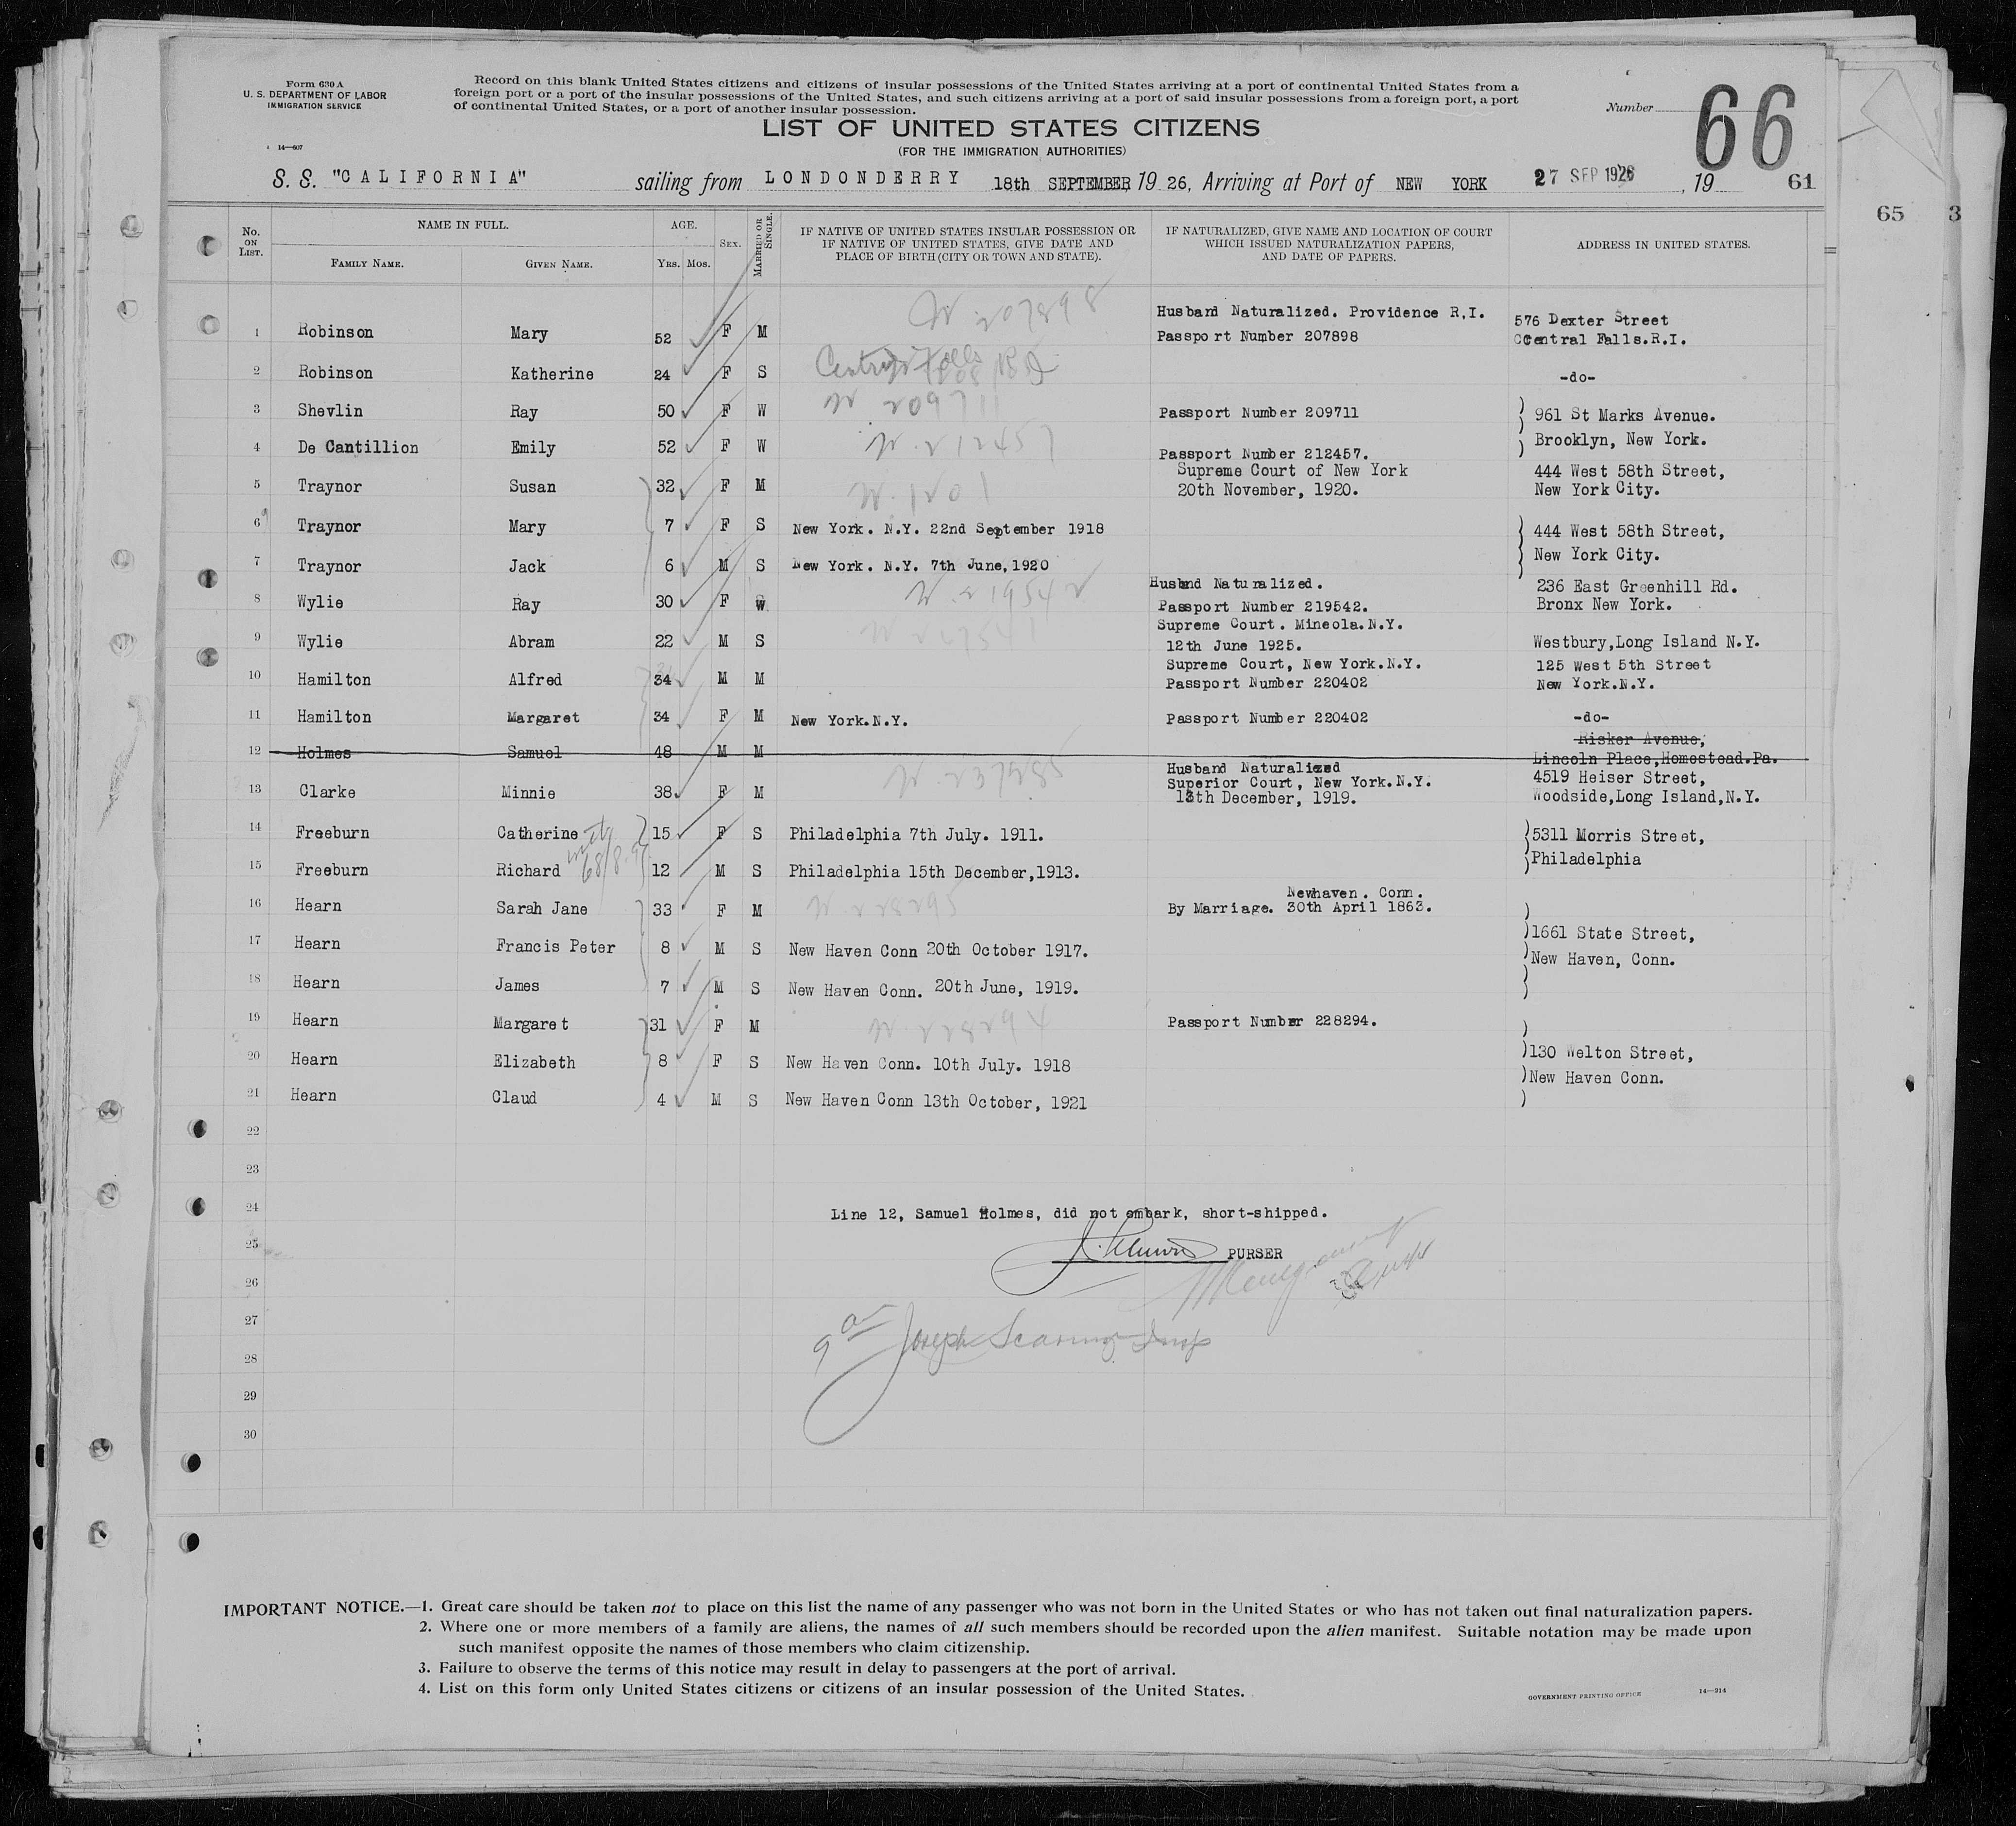 Form 630 A
U. S. DEPARTMENT OF LABOR
IMMIGRATION SERVICE
14—607
Record on this blank United States citizens and citizens of insular possessions of the United States arriving at a port of continental United States from a
foreign port or a port of the insular possessions of the United States, and such citizens arriving at a port of said insular possessions from a foreign port, a port
of continental United States, or a port of another insular possession.
Number 66
LIST OF UNITED STATES CITIZENS
(FOR THE IMMIGRATION AUTHORITIES)
S. S. "CALIFORNIA" sailing from LONDONDERRY 18th SEPTEMBER 19 26, Arriving at Port of NEW YORK 27 SEP 1926, 19 61
65 3
No. ON LIST. NAME IN FULL. AGE. SEX. MARRIED OR SINGLE. IF NATIVE OF UNITED STATES INSULAR POSSESSION OR IF NATIVE OF UNITED STATES, GIVE DATE AND PLACE OF BIRTH (CITY OR TOWN AND STATE). IF NATURALIZED, GIVE NAME AND LOCATION OF COURT WHICH ISSUED NATURALIZATION PAPERS, AND DATE OF PAPERS. ADDRESS IN UNITED STATES.
FAMILY NAME. GIVEN NAME. YRS. MOS.
N 207898 Husband Naturalized. Providence R,I. 576 Dexter Street
1 Robinson Mary 52 F M Passport Number 207898 Central Falls.R.I.
2 Robinson Katherine 24 F S -do-
3 Shevlin Ray 50 F W N 209711 Passport Number 209711 961 St Marks Avenue.
Brooklyn, New York.
4 De Cantillion Emily 52 F W N. 212457 Passport Number 212457.
Supreme Court of New York 444 West 58th Street,
5 Traynor Susan 32 F M N. 1201 20th November, 1920. New York City.
6 Traynor Mary 7 F S New York. N.Y. 22nd September 1918 444 West 58th Street,
New York City.
7 Traynor Jack 6 M S New York. N.Y. 7th June,1920
Husband Naturalized. 236 East Greenhill Rd.
8 Wylie Ray 30 F W N. 219542 Passport Number 219542. Bronx New York.
Supreme Court. Mineola.N.Y.
9 Wylie Abram 22 M S 12th June 1925. Westbury,Long Island N.Y.
Supreme Court, New York.N.Y. 125 West 5th Street
10 Hamilton Alfred 34 M M Passport Number 220402 New York.N.Y.
11 Hamilton Margaret 34 F M New York.N.Y. Passport Number 220402 -do-
Risker Avenue,
12 Holmes Samuel 48 M M Lincoln Place,Homestead.Pa.
Husband Naturalized
N 237285 Superior Court, New York.N.Y. 4519 Heiser Street,
13 Clarke Minnie 38 F M 13th December, 1919. Woodside,Long Island,N.Y.
14 Freeburn Catherine 15 F S Philadelphia 7th July. 1911. 5311 Morris Street,
Philadelphia
15 Freeburn Richard 12 M S Philadelphia 15th December,1913.
Newhaven. Conn.
16 Hearn Sarah Jane 33 F M N 228295 By Marriage. 30th April 1863.
1661 State Street,
17 Hearn Francis Peter 8 M S New Haven Conn 20th October 1917.
New Haven, Conn.
18 Hearn James 7 M S New Haven Conn. 20th June, 1919.
19 Hearn Margaret 31 F M N. 228294 Passport Number 228294.
130 Welton Street,
20 Hearn Elizabeth 8 F S New Haven Conn. 10th July. 1918
New Haven Conn.
21 Hearn Claud 4 M S New Haven Conn 13th October, 1921
22
23
24 Line 12, Samuel Holmes, did not embark, short-shipped.
25 PURSER
26
27 Joseph
28
29
30
IMPORTANT NOTICE.—1. Great care should be taken not to place on this list the name of any passenger who was not born in the United States or who has not taken out final naturalization papers.
2. Where one or more members of a family are aliens, the names of all such members should be recorded upon the alien manifest. Suitable notation may be made upon
such manifest opposite the names of those members who claim citizenship.
3. Failure to observe the terms of this notice may result in delay to passengers at the port of arrival.
4. List on this form only United States citizens or citizens of an insular possession of the United States.
GOVERNMENT PRINTING OFFICE 14—214